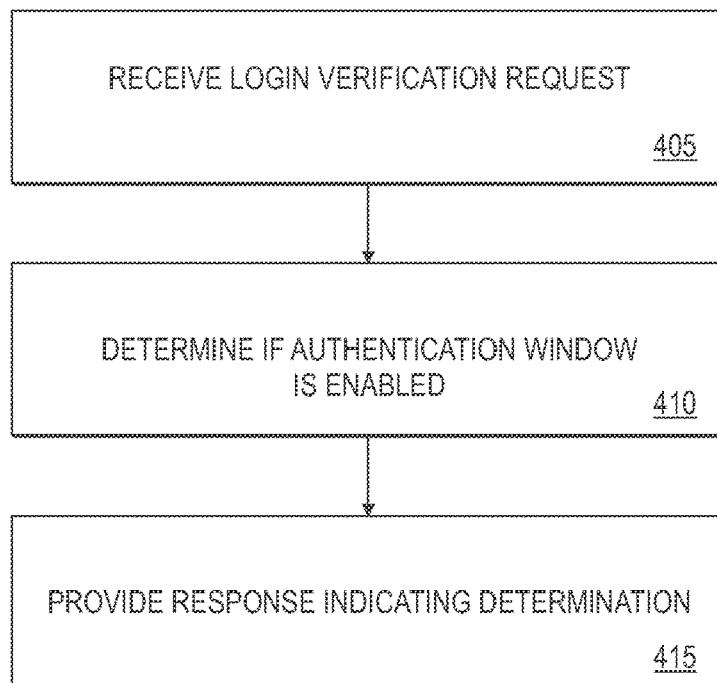 RECEIVE LOGIN VERIFICATION REQUEST
405
DETERMINE IF AUTHENTICATION WINDOW
IS ENABLED
410
PROVIDE RESPONSE INDICATING DETERMINATION
415